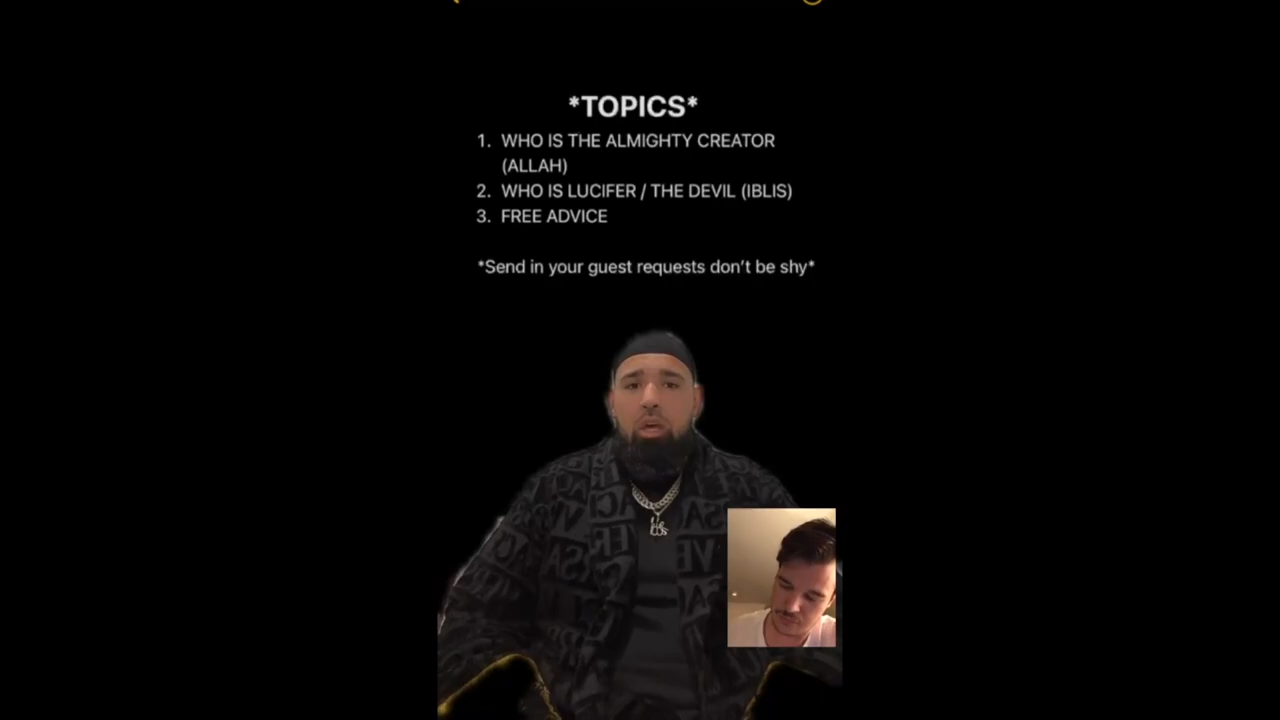 *TOPICS*
1. WHO IS THE ALMIGHTY CREATOR
(ALLAH)
2. WHO IS LUCIFER / THE DEVIL (IBLIS)
3. FREE ADVICE
*Send in your guest requests don't be shy*